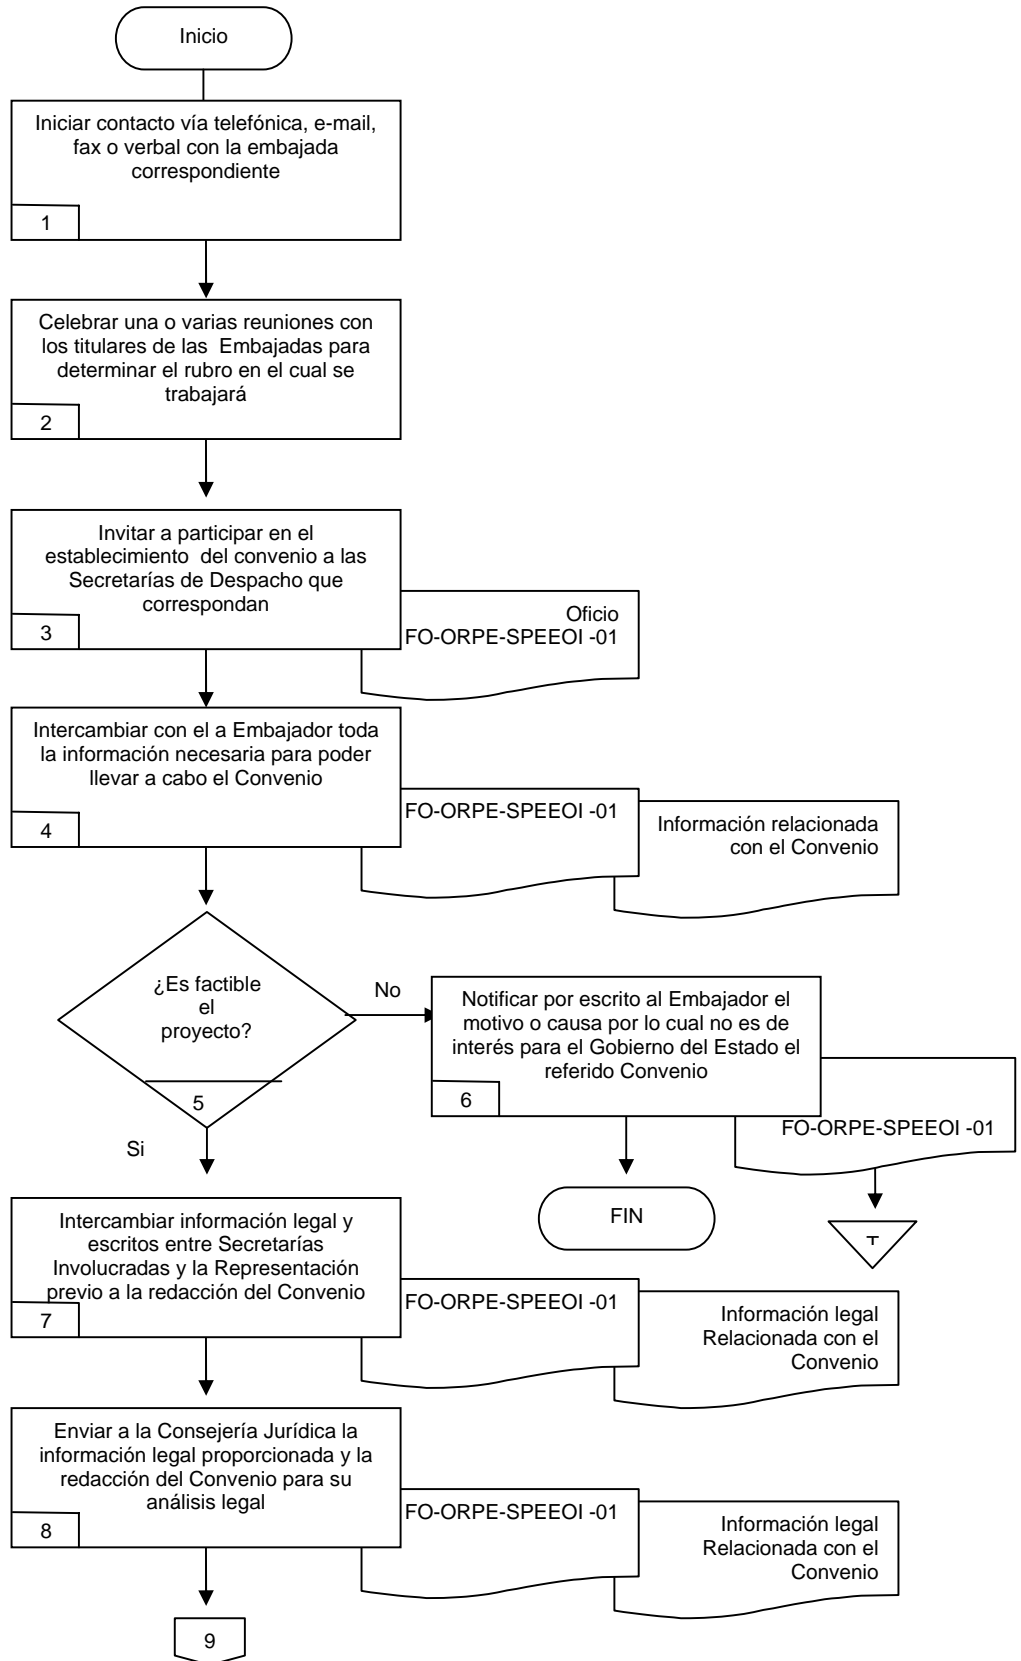 Inicio
Iniciar contacto vía telefónica, e-mail,
fax o verbal con la embajada
correspondiente
1
Celebrar una o varias reuniones con
los titulares de las Embajadas para
determinar el rubro en el cual se
trabajará
2
Invitar a participar en el
establecimiento del convenio a las
Secretarías de Despacho que
correspondan
3
Oficio
FO-ORPE-SPEEOI -01
Intercambiar con el a Embajador toda
la información necesaria para poder
llevar a cabo el Convenio
4
FO-ORPE-SPEEOI -01
Información relacionada
con el Convenio
¿Es factible
el
proyecto?
5
No
Si
Notificar por escrito al Embajador el
motivo o causa por lo cual no es de
interés para el Gobierno del Estado el
referido Convenio
6
FO-ORPE-SPEEOI -01
FIN
T
Intercambiar información legal y
escritos entre Secretarías
Involucradas y la Representación
previo a la redacción del Convenio
7
FO-ORPE-SPEEOI -01
Información legal
Relacionada con el
Convenio
Enviar a la Consejería Jurídica la
información legal proporcionada y la
redacción del Convenio para su
análisis legal
8
FO-ORPE-SPEEOI -01
Información legal
Relacionada con el
Convenio
9